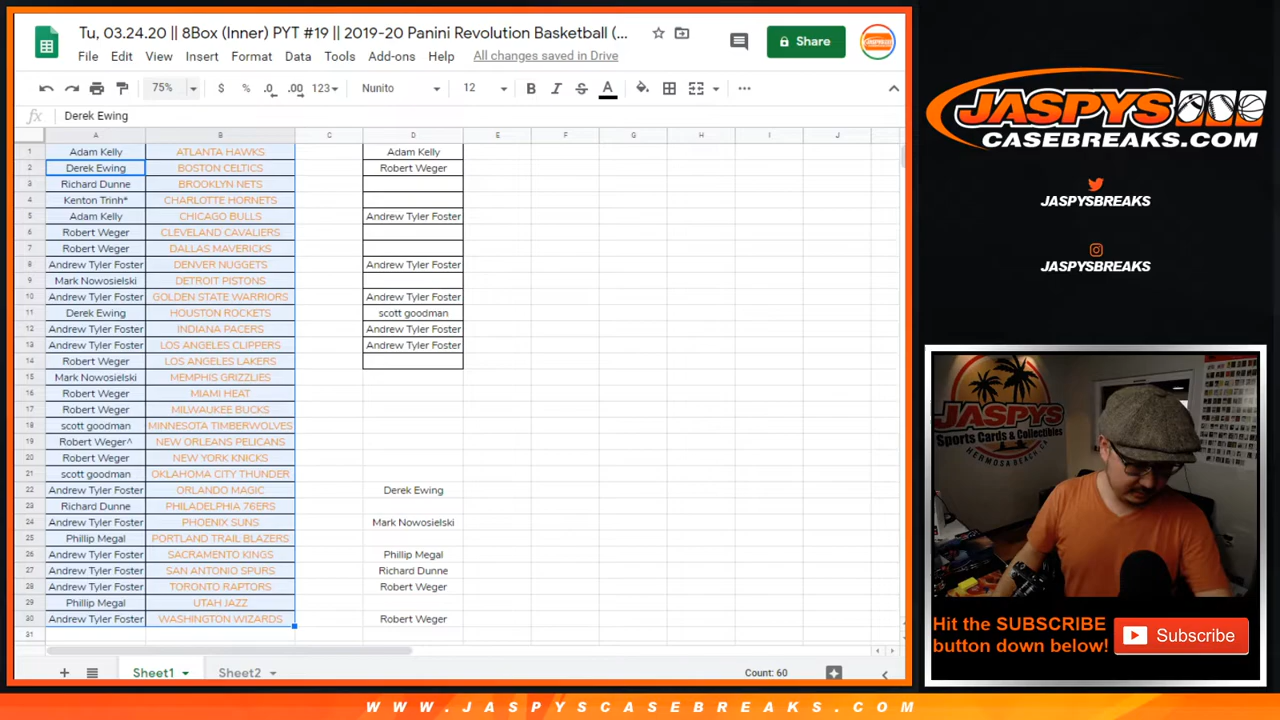 Tu, 03.24.20 || 8Box (Inner) PYT #19 || 2019-20 Panini Revolution Basketball (...
File Edit View Insert Format Data Tools Add-ons Help All changes saved in Drive
Share
75% $ % .0 .00 123 Nunito 12 B I S A
fx Derek Ewing
A B C D E F G H I J
1 Adam Kelly ATLANTA HAWKS Adam Kelly
2 Derek Ewing BOSTON CELTICS Robert Weger
3 Richard Dunne BROOKLYN NETS
4 Kenton Trinh* CHARLOTTE HORNETS
5 Adam Kelly CHICAGO BULLS Andrew Tyler Foster
6 Robert Weger CLEVELAND CAVALIERS
7 Robert Weger DALLAS MAVERICKS
8 Andrew Tyler Foster DENVER NUGGETS Andrew Tyler Foster
9 Mark Nowosielski DETROIT PISTONS
10 Andrew Tyler Foster GOLDEN STATE WARRIORS Andrew Tyler Foster
11 Derek Ewing HOUSTON ROCKETS scott goodman
12 Andrew Tyler Foster INDIANA PACERS Andrew Tyler Foster
13 Andrew Tyler Foster LOS ANGELES CLIPPERS Andrew Tyler Foster
14 Robert Weger LOS ANGELES LAKERS
15 Mark Nowosielski MEMPHIS GRIZZLIES
16 Robert Weger MIAMI HEAT
17 Robert Weger MILWAUKEE BUCKS
18 scott goodman MINNESOTA TIMBERWOLVES
19 Robert Weger^ NEW ORLEANS PELICANS
20 Robert Weger NEW YORK KNICKS
21 scott goodman OKLAHOMA CITY THUNDER
22 Andrew Tyler Foster ORLANDO MAGIC Derek Ewing
23 Richard Dunne PHILADELPHIA 76ERS
24 Andrew Tyler Foster PHOENIX SUNS Mark Nowosielski
25 Phillip Megal PORTLAND TRAIL BLAZERS
26 Andrew Tyler Foster SACRAMENTO KINGS Phillip Megal
27 Andrew Tyler Foster SAN ANTONIO SPURS Richard Dunne
28 Andrew Tyler Foster TORONTO RAPTORS Robert Weger
29 Phillip Megal UTAH JAZZ
30 Andrew Tyler Foster WASHINGTON WIZARDS Robert Weger
31
Sheet1 Sheet2 Count: 60
JASPYS
CASEBREAKS.COM
JASPYSBREAKS
JASPYSBREAKS
JASPYS
Sports Cards & Collectibles
HERMOSA BEACH, CA
Hit the SUBSCRIBE
button down below!
Subscribe
WWW.JASPYSCASEBREAKS.COM